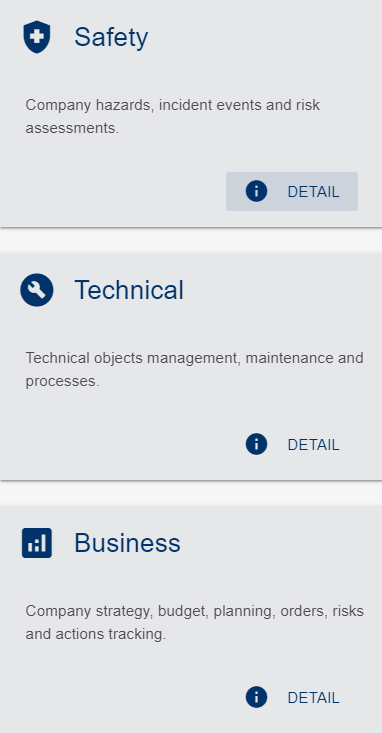 Safety
Company hazards, incident events and risk
assessments.
DETAIL
Technical
Technical objects management, maintenance and
processes.
DETAIL
Business
Company strategy, budget, planning, orders, risks
and actions tracking.
DETAIL